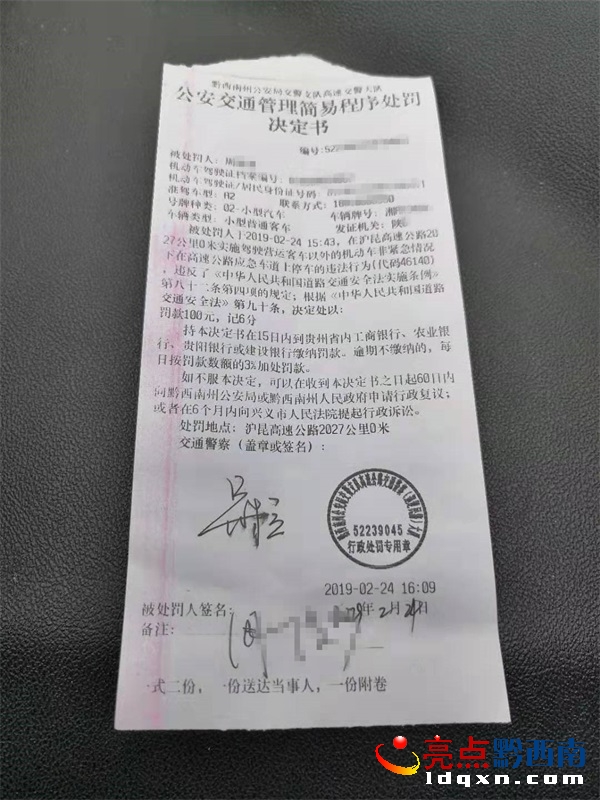 黔西南州公安局交警支队高速交警大队
公安交通管理简易程序处罚
决定书
编号:52
被处罚人:周
机动车驾驶证档案编号:
机动车驾驶证/居民身份证号码:
准驾车型: A2 联系方式:18
号牌种类: 02-小型汽车 车辆牌号:湘
车辆类型: 小型普通客车 发证机关:陕
被处罚人于2019-02-24 15:43, 在沪昆高速公路20
27公里0米实施驾驶营运客车以外的机动车非紧急情况
下在高速公路应急车道上停车的违法行为(代码46140)
, 违反了《中华人民共和国道路交通安全法实施条例》
第八十二条第四项的规定; 根据《中华人民共和国道路
交通安全法》第九十条, 决定处以:
罚款100元, 记6分
持本决定书在15日内到贵州省内工商银行、农业银
行、贵阳银行或建设银行缴纳罚款。逾期不缴纳的, 每
日按罚款数额的3%加处罚款。
如不服本决定, 可以在收到本决定书之日起60日内
向黔西南州公安局或黔西南州人民政府申请行政复议;
或者在6个月内向兴义市人民法院提起行政诉讼。
处罚地点: 沪昆高速公路2027公里0米
交通警察 (盖章或签名) :
52239045
行政处罚专用章
2019-02-24 16:09
被处罚人签名: 年2月24日
备注:
一式二份, 一份送达当事人, 一份附卷
亮点黔西南
ldqxn.com